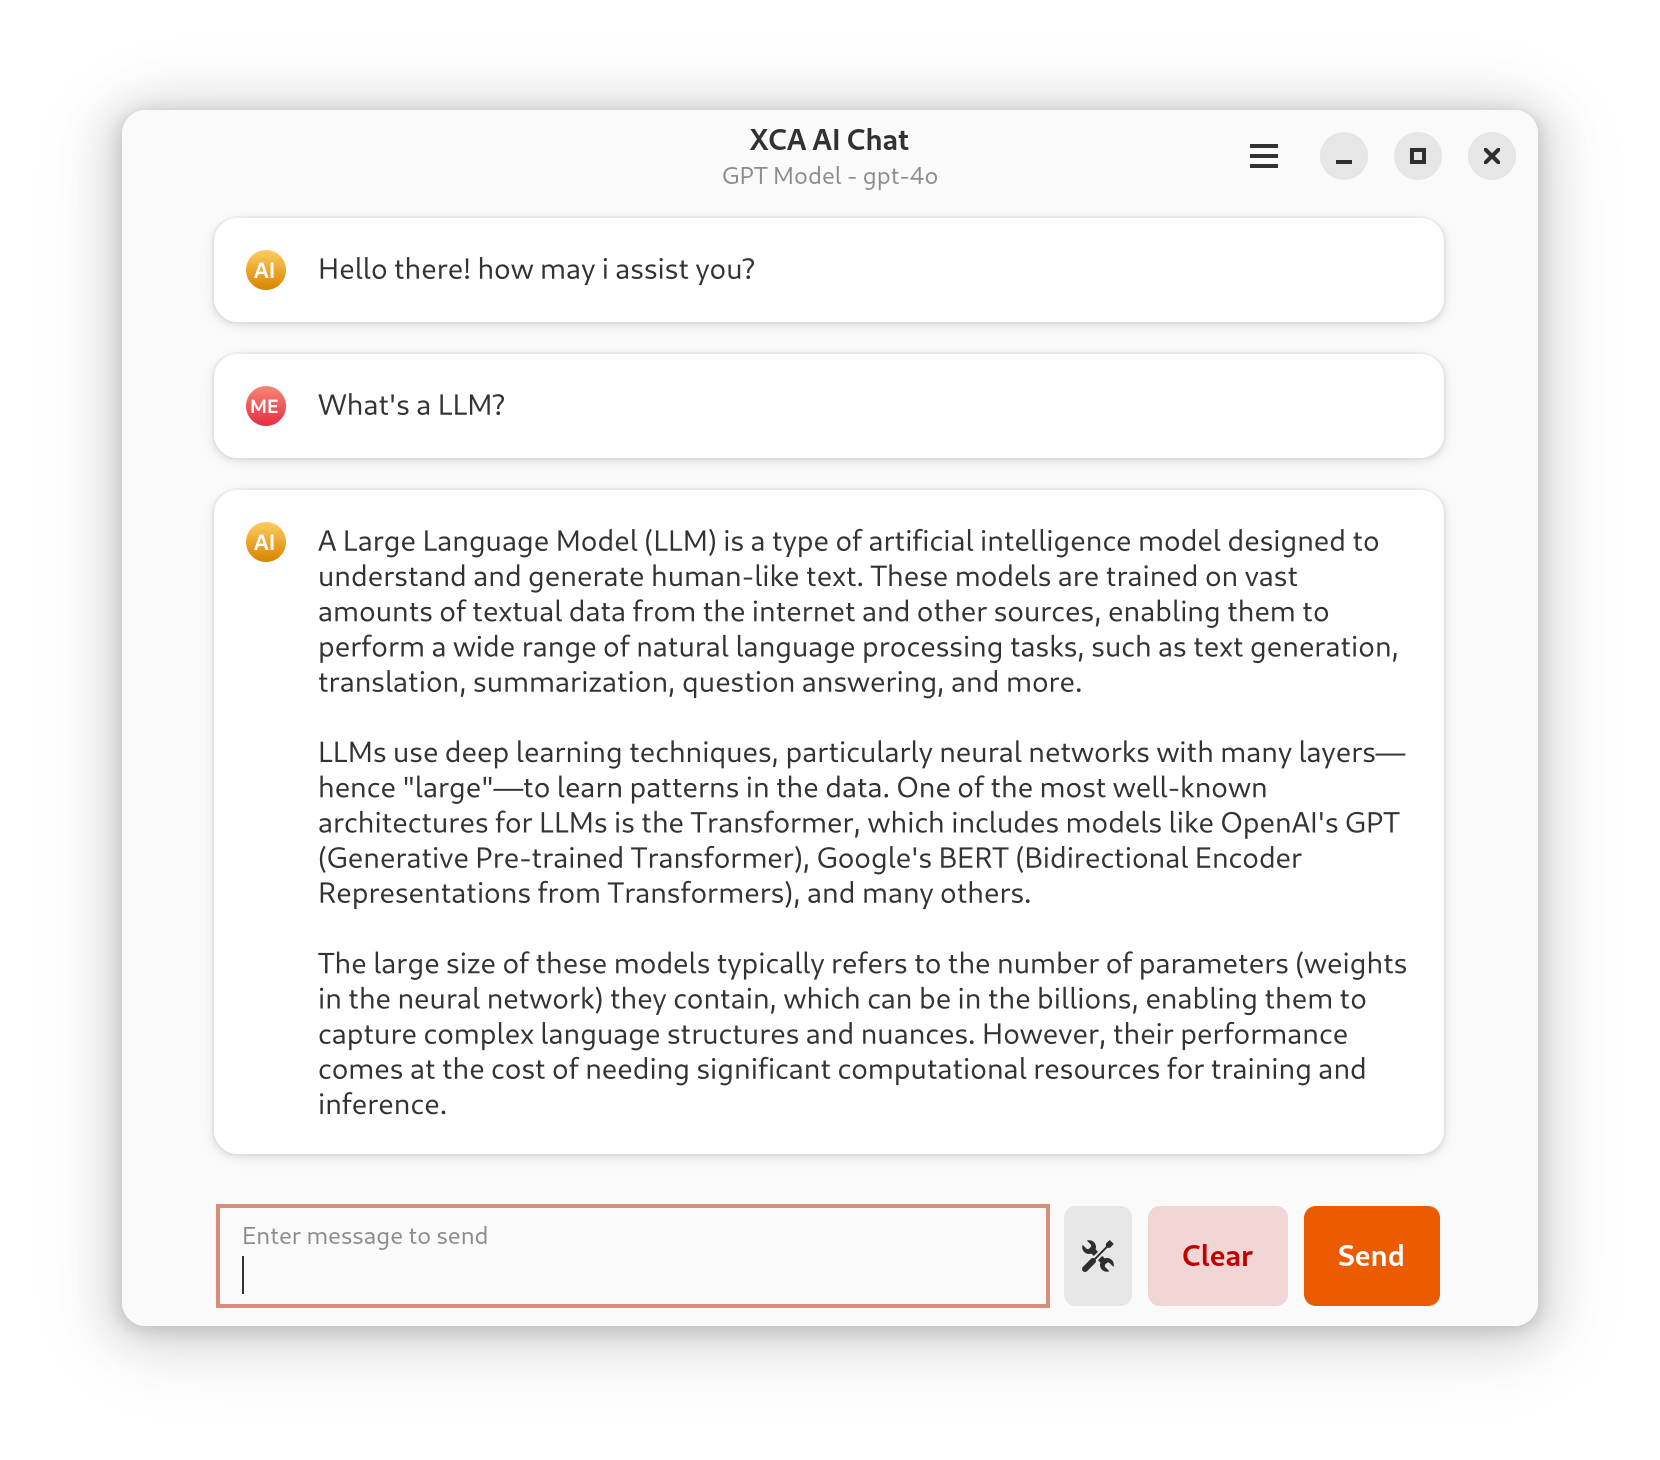 XCA AI Chat
GPT Model - gpt-4o
AI
Hello there! how may i assist you?
ME
What's a LLM?
AI
A Large Language Model (LLM) is a type of artificial intelligence model designed to
understand and generate human-like text. These models are trained on vast
amounts of textual data from the internet and other sources, enabling them to
perform a wide range of natural language processing tasks, such as text generation,
translation, summarization, question answering, and more.
LLMs use deep learning techniques, particularly neural networks with many layers—
hence "large"—to learn patterns in the data. One of the most well-known
architectures for LLMs is the Transformer, which includes models like OpenAI's GPT
(Generative Pre-trained Transformer), Google's BERT (Bidirectional Encoder
Representations from Transformers), and many others.
The large size of these models typically refers to the number of parameters (weights
in the neural network) they contain, which can be in the billions, enabling them to
capture complex language structures and nuances. However, their performance
comes at the cost of needing significant computational resources for training and
inference.
Enter message to send
Clear
Send